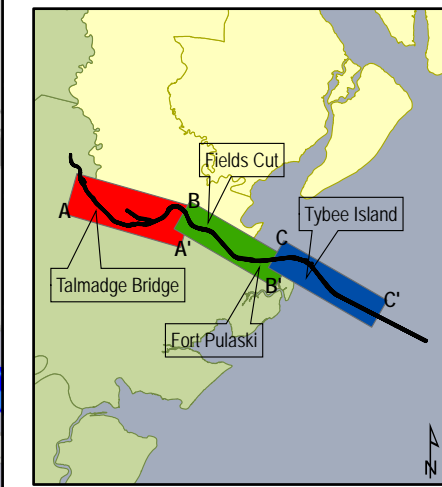 Fields Cut
B
Tybee Island
A
C
A'
Talmadge Bridge
B'
C'
Fort Pulaski
N